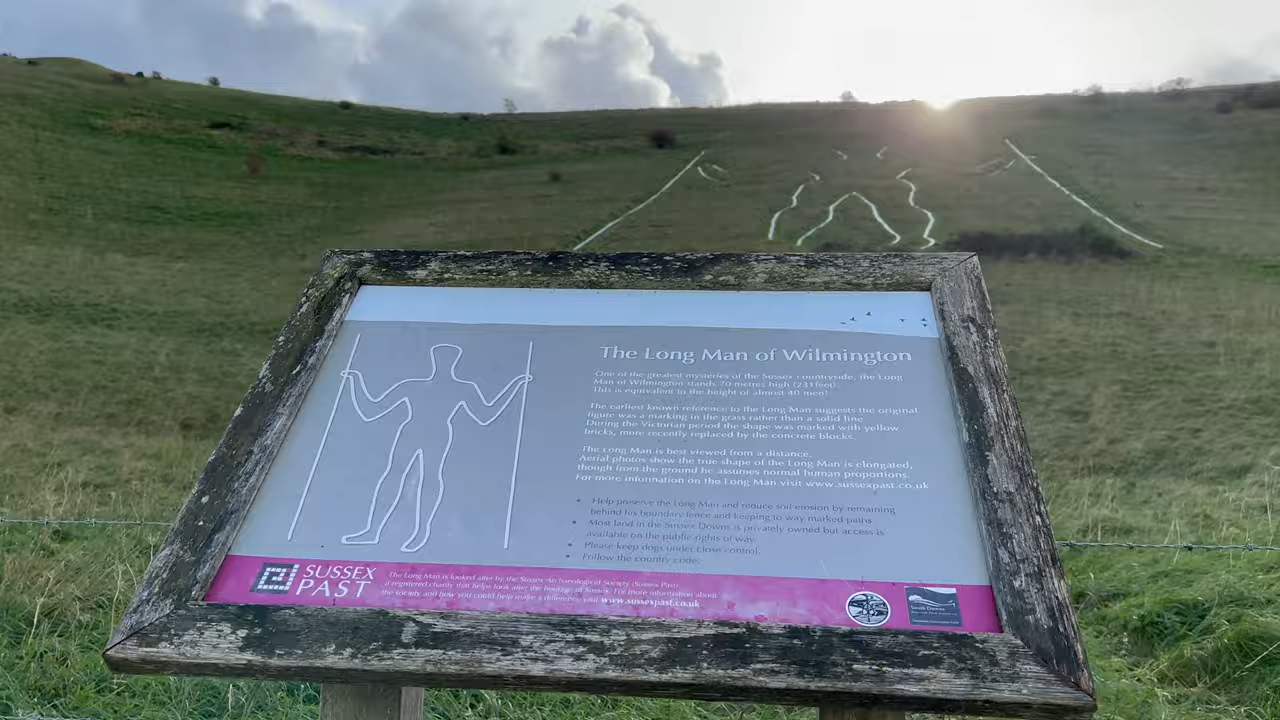 The Long Man of Wilmington
One of the greatest mysteries of the Sussex countryside, the Long
Man of Wilmington stands 70 metres high (231feet).
This is equivalent to the height of almost 40 men!
The earliest known reference to the Long Man suggests the original
figure was a marking in the grass rather than a solid line
During the Victorian period the shape was marked with yellow
bricks, more recently replaced by the concrete blocks.
The Long Man is best viewed from a distance.
Aerial photos show the true shape of the Long Man is elongated,
though from the ground he assumes normal human proportions.
For more information on the Long Man visit www.sussexpast.co.uk
• Help preserve the Long Man and reduce soil erosion by remaining
behind his boundary fence and keeping to way marked paths
• Most land in the Sussex Downs is privately owned but access is
available on the public rights of way.
• Please keep dogs under close control.
• Follow the country code.
SUSSEX
PAST
The Long Man is looked after by the Sussex Archaeological Society (Sussex Past)
a registered charity that helps look after the heritage of Sussex. For more information about
the society and how you could help make a difference visit www.sussexpast.co.uk
South Downs